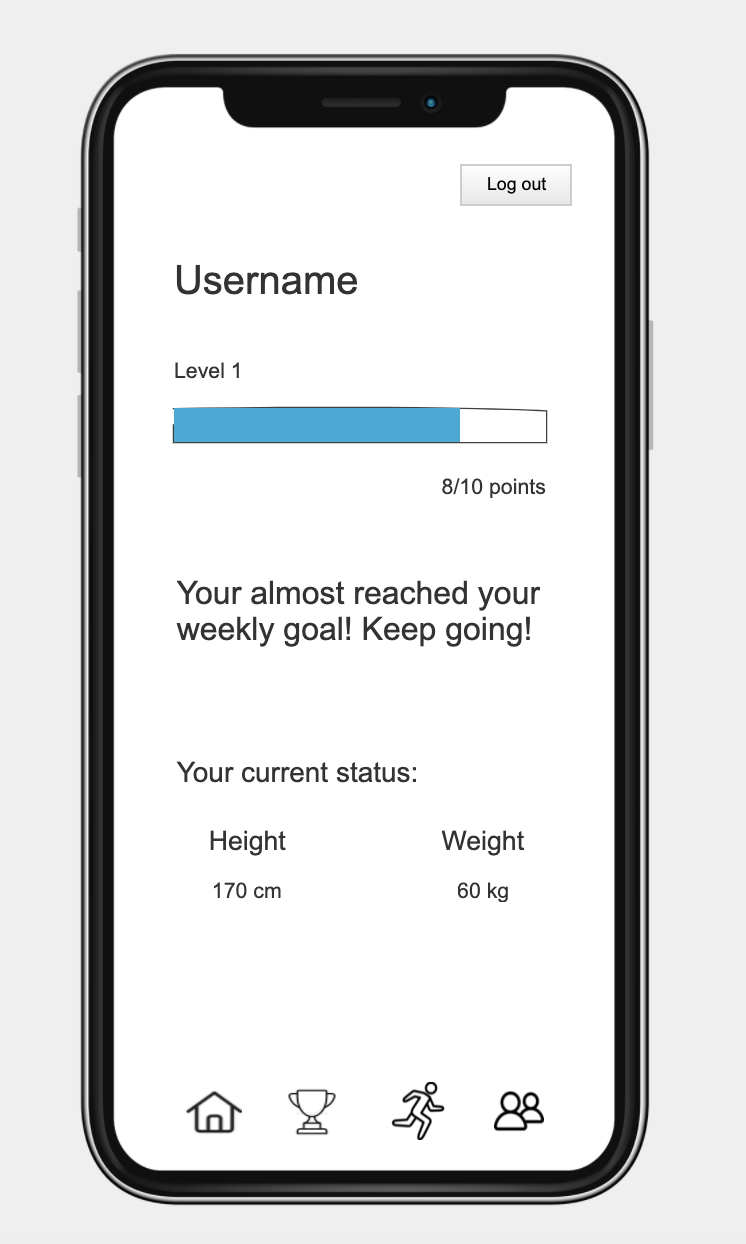 Log out
Username
Level 1
8/10 points
Your almost reached your
weekly goal! Keep going!
Your current status:
Height Weight
170 cm 60 kg